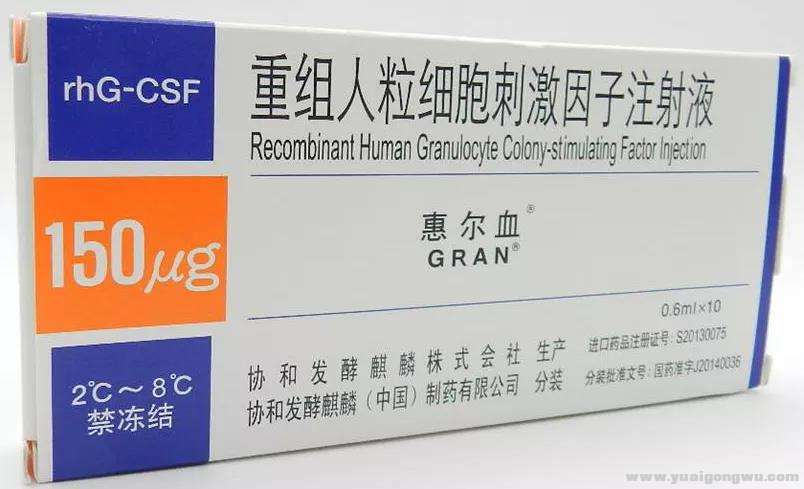 rhG-CSF
重组人粒细胞刺激因子注射液
Recombinant Human Granulocyte Colony-stimulating Factor Injection
150μg
惠尔血®
GRAN®
0.6ml×10
2℃～8℃
禁冻结
协和发酵麒麟株式会社 生产
进口药品注册证号: S20130075
协和发酵麒麟（中国）制药有限公司 分装
分装批准文号: 国药准字J20140036
www.yuaigongwu.com